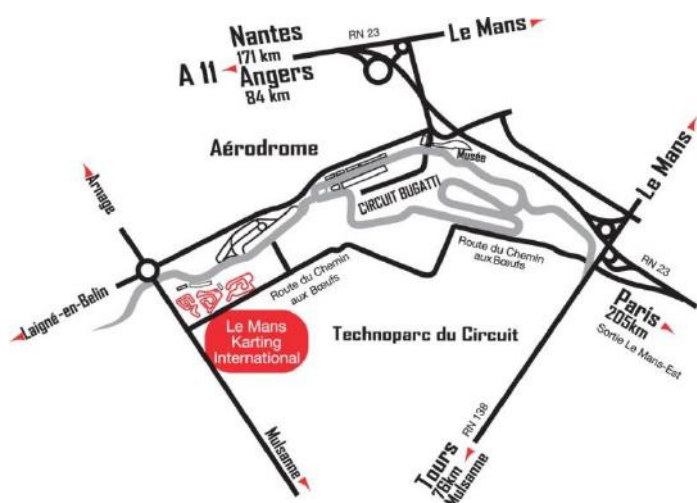 Nantes
171 km
RN 23
Le Mans
A 11
Angers
84 km
Aérodrome
Musée
Le Mans
Arnage
CIRCUIT BUGATTI
Route du Chemin
aux Bœufs
Route du Chemin
aux Bœufs
RN 23
Laigné-en-Belin
Paris
205km
Sortie Le Mans-Est
Le Mans
Karting
International
Technoparc du Circuit
Mulsanne
RN 138
Tours
76km
Mulsanne